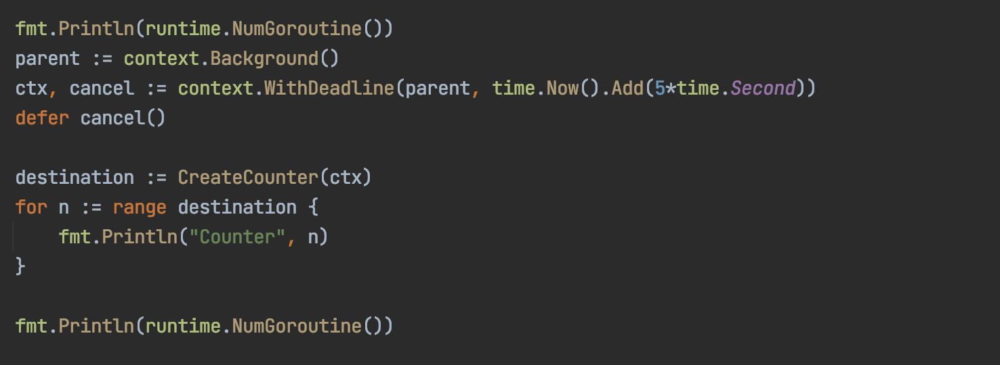 fmt.Println(runtime.NumGoroutine())
parent := context.Background()
ctx, cancel := context.WithDeadline(parent, time.Now().Add(5*time.Second))
defer cancel()

destination := CreateCounter(ctx)
for n := range destination {
    fmt.Println("Counter", n)
}

fmt.Println(runtime.NumGoroutine())